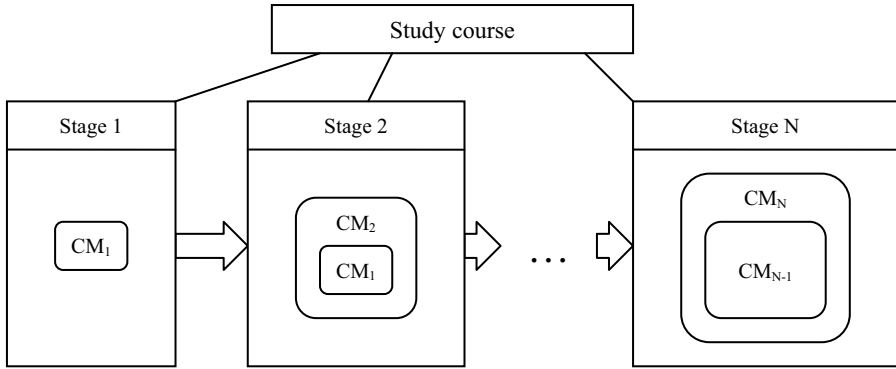 Study course
Stage 1
Stage 2
Stage N
CM₁
CM₂
CM₁
...
CM_N
CM_N-1